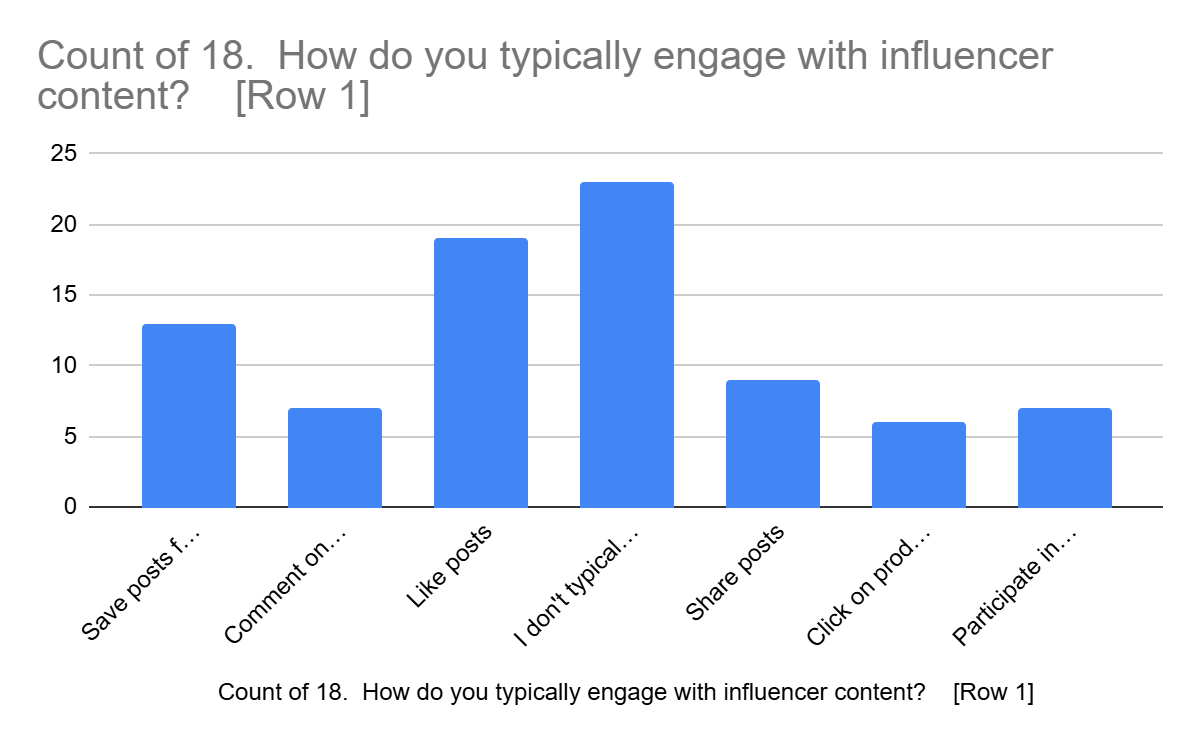 Count of 18.  How do you typically engage with influencer
content?    [Row 1]
25
20
15
10
5
0
Save posts f…
Comment on…
Like posts
I don't typical…
Share posts
Click on prod…
Participate in…
Count of 18.  How do you typically engage with influencer content?    [Row 1]